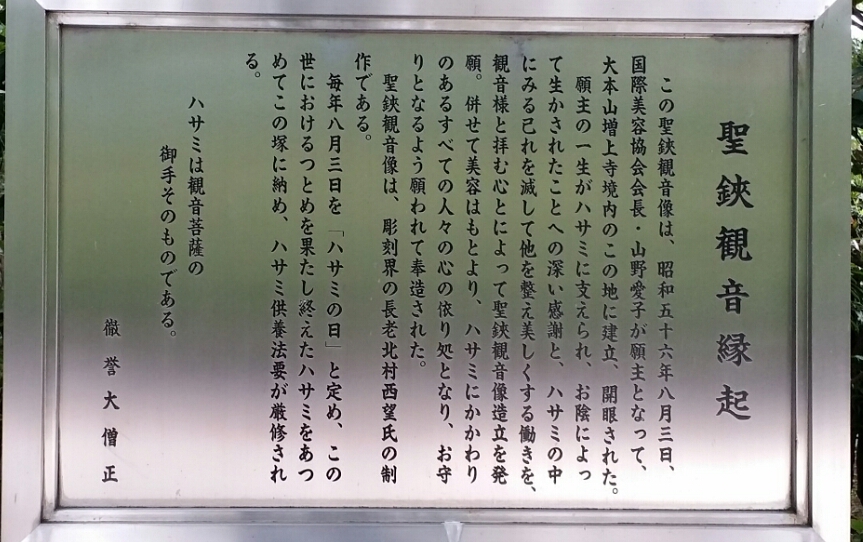 聖鋏観音縁起
この聖鋏観音像は、昭和五十六年八月三日、
国際美容協会会長・山野愛子が願主となって、
大本山増上寺境内のこの地に建立、開眼された。
願主の一生がハサミに支えられ、お陰によっ
て生かされたことへの深い感謝と、ハサミの中
にみる己れを滅して他を整え美しくする働きを、
観音様と拝む心とによって聖鋏観音像造立を発
願。併せて美容はもとより、ハサミにかかわり
のあるすべての人々の心の依り処となり、お守
りとなるよう願われて奉造された。
聖鋏観音像は、彫刻界の長老北村西望氏の制
作である。
毎年八月三日を「ハサミの日」と定め、この
世におけるつとめを果たし終えたハサミをあつ
めてこの塚に納め、ハサミ供養法要が厳修され
る。
ハサミは観音菩薩の
御手そのものである。
徹誉大僧正